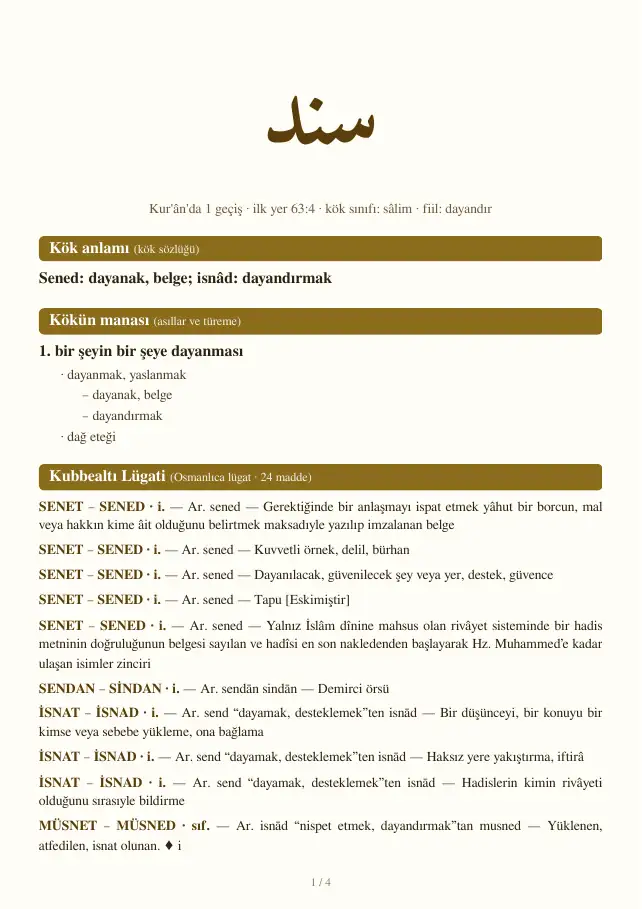 سند
Kur'ân'da 1 geçiş · ilk yer 63:4 · kök sınıfı: sâlim · fiil: dayandır
Kök anlamı (kök sözlüğü)
Sened: dayanak, belge; isnâd: dayandırmak
Kökün manası (asıllar ve türeme)
1. bir şeyin bir şeye dayanması
· dayanmak, yaslanmak
– dayanak, belge
– dayandırmak
· dağ eteği
Kubbealtı Lügati (Osmanlıca lügat · 24 madde)
SENET – SENED · i. — Ar. sened — Gerektiğinde bir anlaşmayı ispat etmek yâhut bir borcun, mal
veya hakkın kime âit olduğunu belirtmek maksadıyle yazılıp imzalanan belge
SENET – SENED · i. — Ar. sened — Kuvvetli örnek, delil, bürhan
SENET – SENED · i. — Ar. sened — Dayanılacak, güvenilecek şey veya yer, destek, güvence
SENET – SENED · i. — Ar. sened — Tapu [Eskimiştir]
SENET – SENED · i. — Ar. sened — Yalnız İslâm dînine mahsus olan rivâyet sisteminde bir hadis
metninin doğruluğunun belgesi sayılan ve hadîsi en son nakledenden başlayarak Hz. Muhammed’e kadar
ulaşan isimler zinciri
SENDAN – SİNDAN · i. — Ar. sendān sindān — Demirci örsü
İSNAT – İSNAD · i. — Ar. send “dayamak, desteklemek”ten isnād — Bir düşünceyi, bir konuyu bir
kimse veya sebebe yükleme, ona bağlama
İSNAT – İSNAD · i. — Ar. send “dayamak, desteklemek”ten isnād — Haksız yere yakıştırma, iftirâ
İSNAT – İSNAD · i. — Ar. send “dayamak, desteklemek”ten isnād — Hadislerin kimin rivâyeti
olduğunu sırasıyle bildirme
MÜSNET – MÜSNED · sıf. — Ar. isnād “nispet etmek, dayandırmak”tan musned — Yüklenen,
atfedilen, isnat olunan. ♦ i
1 / 4